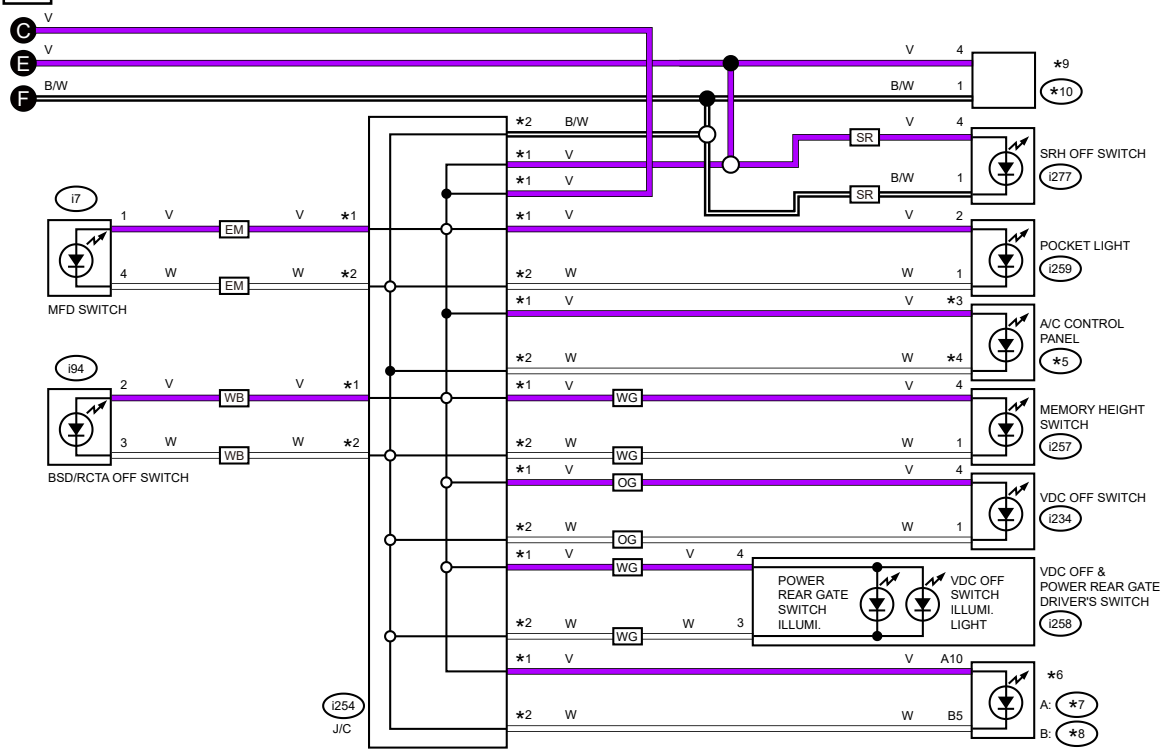 C V
E V V 4 *9
F B/W B/W 1 *10
*2 B/W V 4
SR SRH OFF SWITCH
*1 V
*1 V B/W 1 i277
SR
i7
1 V V *1 *1 V V 2
EM POCKET LIGHT
4 W W *2 *2 W W 1 i259
EM
MFD SWITCH *1 V V *3
A/C CONTROL
PANEL
*2 W W *4 *5
i94
2 V V *1 *1 V V 4
WB WG MEMORY HEIGHT
SWITCH
3 W W *2 *2 W W 1 i257
WB WG
BSD/RCTA OFF SWITCH *1 V V 4
OG VDC OFF SWITCH
i234
*2 W W 1
OG
*1 V V 4
WG
POWER
REAR GATE
SWITCH
ILLUMI.
VDC OFF
SWITCH
ILLUMI.
LIGHT
VDC OFF &
POWER REAR GATE
DRIVER'S SWITCH
i258
*2 W W 3
WG
*1 V V A10
*6
i254
J/C
A: *7
*2 W W B5
B: *8